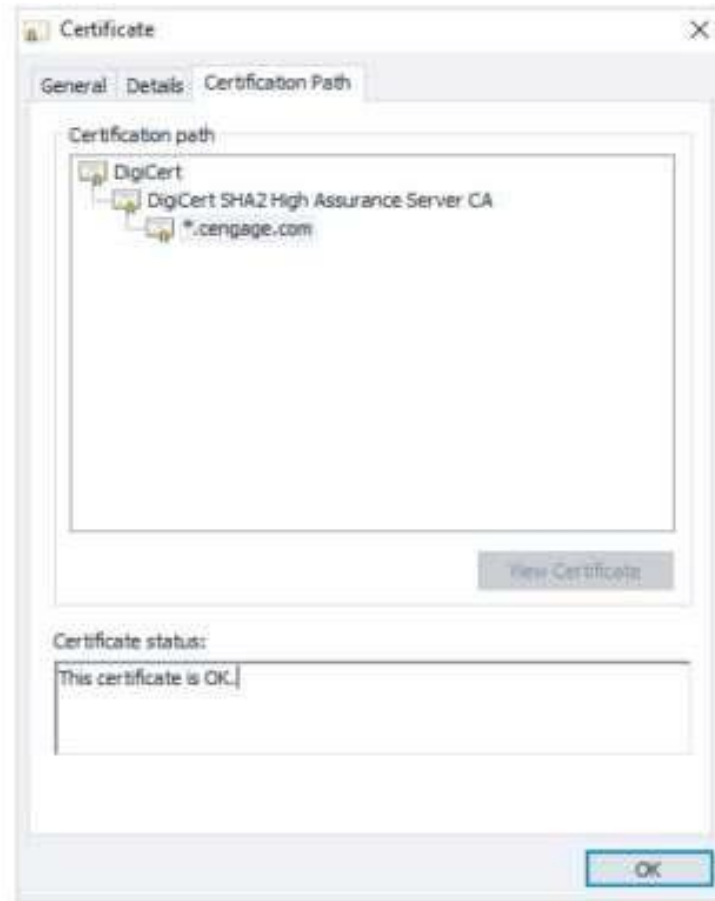 Certificate
General Details Certification Path
Certification path
DigiCert
DigiCert SHA2 High Assurance Server CA
*.cengage.com
View Certificate
Certificate status:
This certificate is OK.
OK